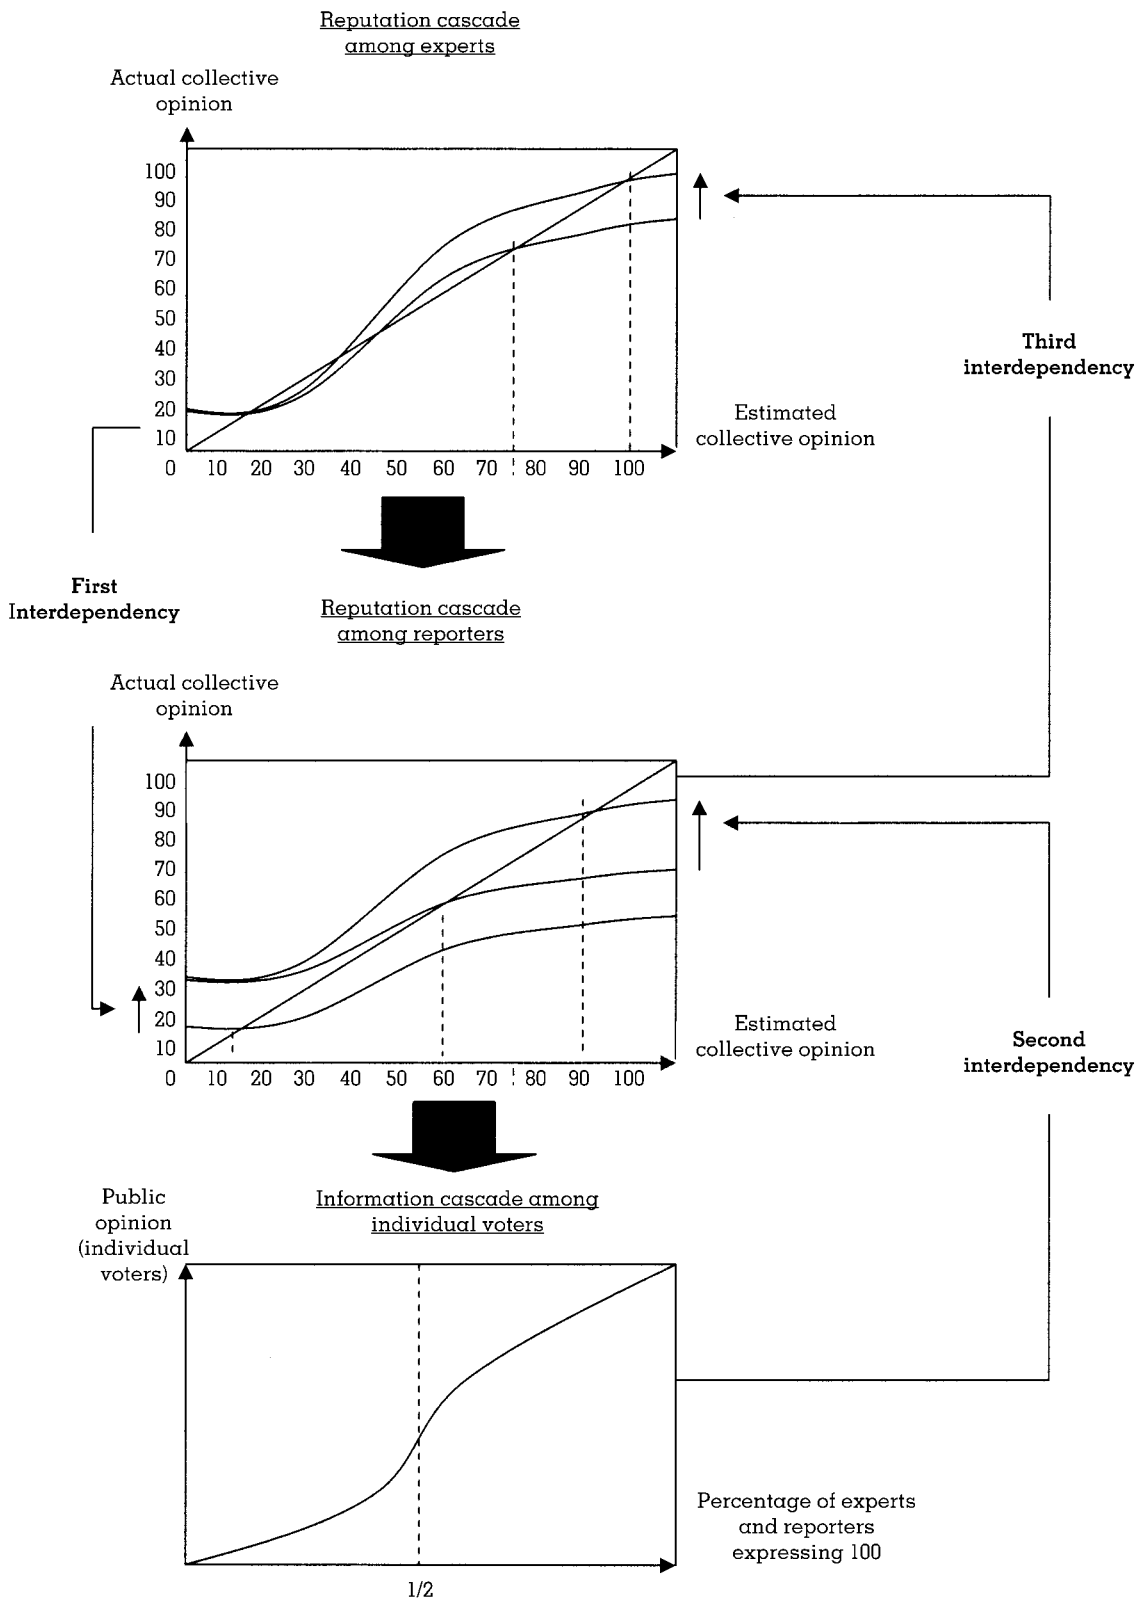 Reputation cascade
among experts
Actual collective
opinion
100
90
80
70
60
50
40
30
20
10
0 10 20 30 40 50 60 70 80 90 100
Estimated
collective opinion
Third
interdependency
First
Interdependency
Reputation cascade
among reporters
Actual collective
opinion
100
90
80
70
60
50
40
30
20
10
0 10 20 30 40 50 60 70 80 90 100
Estimated
collective opinion
Second
interdependency
Information cascade among
individual voters
Public
opinion
(individual
voters)
Percentage of experts
and reporters
expressing 100
1/2